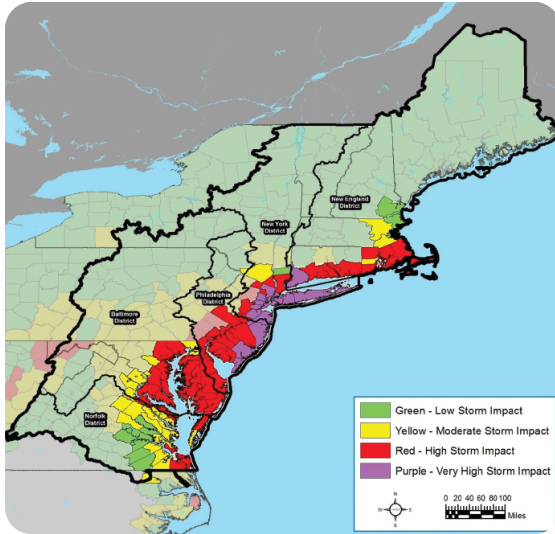 New England
District
New York
District
Philadelphia
District
Baltimore
District
Norfolk
District
Green - Low Storm Impact
Yellow - Moderate Storm Impact
Red - High Storm Impact
Purple - Very High Storm Impact
N
W E
S
0 20 40 60 80 100
Miles